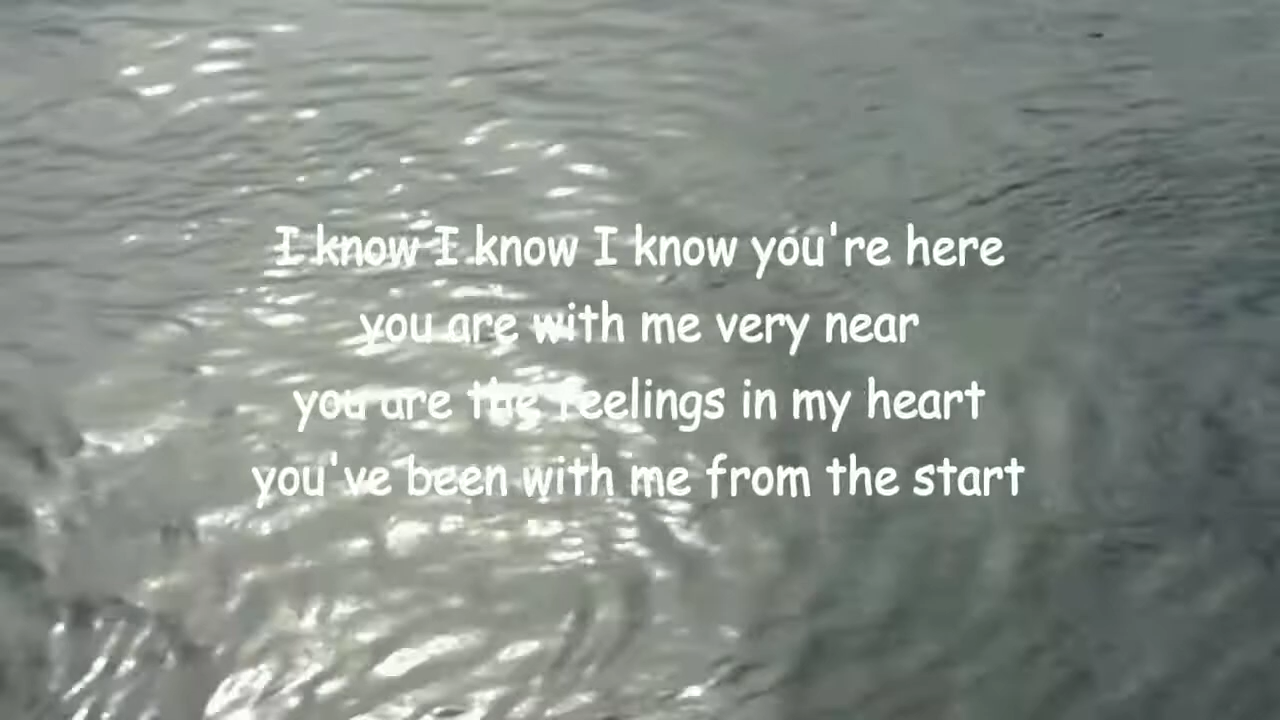 I know I know I know you're here
you are with me very near
you are the feelings in my heart
you've been with me from the start